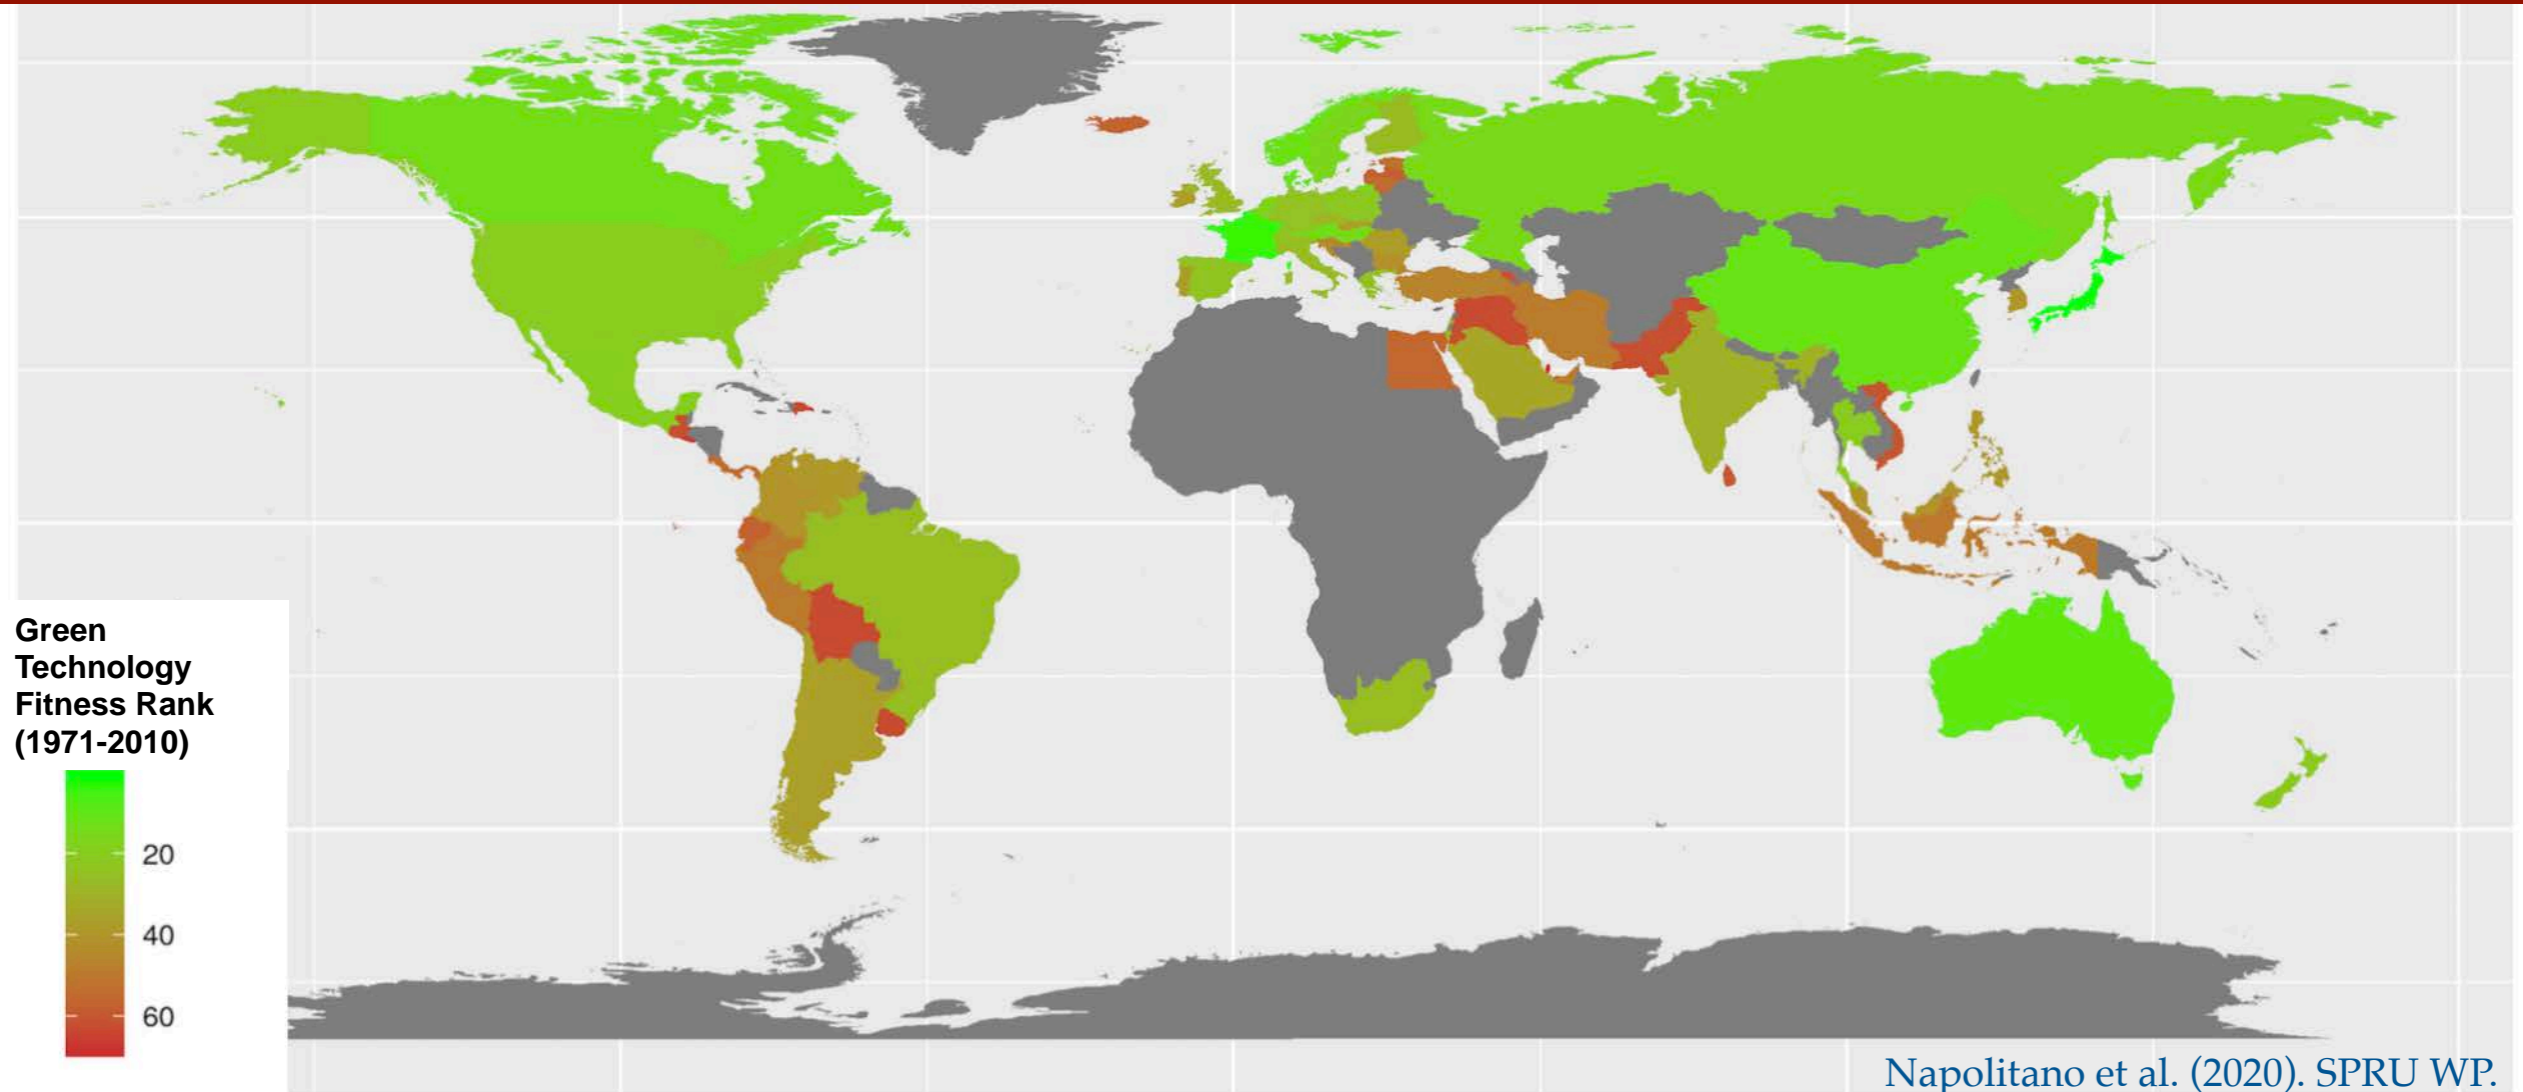 Green
Technology
Fitness Rank
(1971-2010)
20
40
60
Napolitano et al. (2020). SPRU WP.